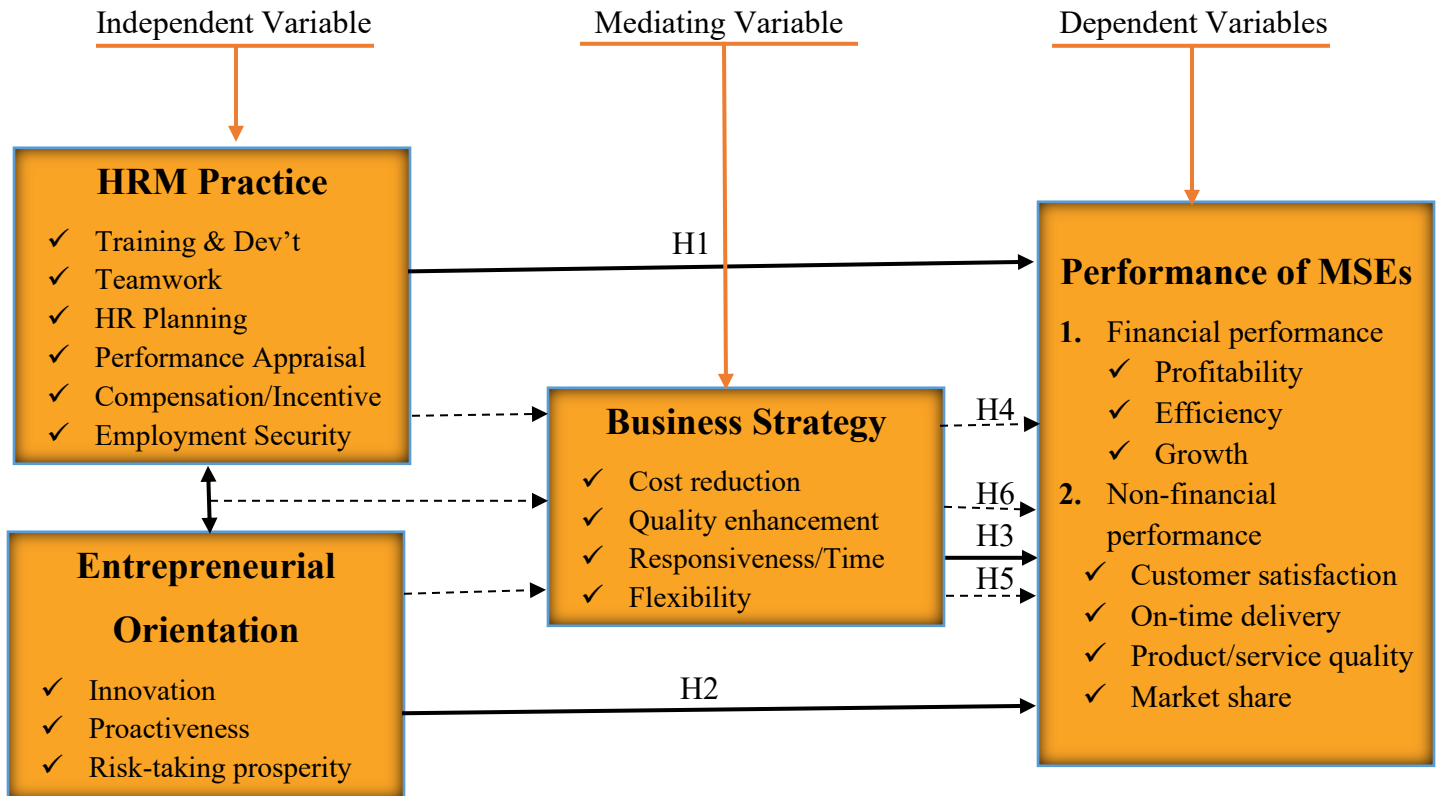 Independent Variable
Mediating Variable
Dependent Variables
HRM Practice
✓ Training & Dev't
✓ Teamwork
✓ HR Planning
✓ Performance Appraisal
✓ Compensation/Incentive
✓ Employment Security
Entrepreneurial
Orientation
✓ Innovation
✓ Proactiveness
✓ Risk-taking prosperity
H1
Business Strategy
✓ Cost reduction
✓ Quality enhancement
✓ Responsiveness/Time
✓ Flexibility
H4
H6
H3
H5
H2
Performance of MSEs
1. Financial performance
✓ Profitability
✓ Efficiency
✓ Growth
2. Non-financial
performance
✓ Customer satisfaction
✓ On-time delivery
✓ Product/service quality
✓ Market share